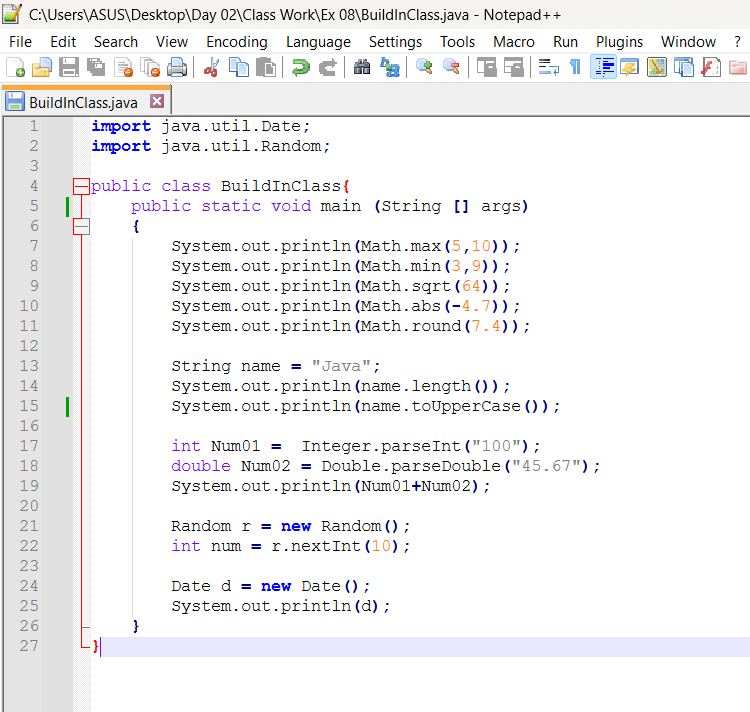 C:\Users\ASUS\Desktop\Day 02\Class Work\Ex 08\BuildInClass.java - Notepad++
File Edit Search View Encoding Language Settings Tools Macro Run Plugins Window ?
BuildInClass.java
1 import java.util.Date;
2 import java.util.Random;
3
4 public class BuildInClass{
5     public static void main (String [] args)
6     {
7         System.out.println(Math.max(5,10));
8         System.out.println(Math.min(3,9));
9         System.out.println(Math.sqrt(64));
10         System.out.println(Math.abs(-4.7));
11         System.out.println(Math.round(7.4));
12
13         String name = "Java";
14         System.out.println(name.length());
15         System.out.println(name.toUpperCase());
16
17         int Num01 =  Integer.parseInt("100");
18         double Num02 = Double.parseDouble("45.67");
19         System.out.println(Num01+Num02);
20
21         Random r = new Random();
22         int num = r.nextInt(10);
23
24         Date d = new Date();
25         System.out.println(d);
26     }
27 }